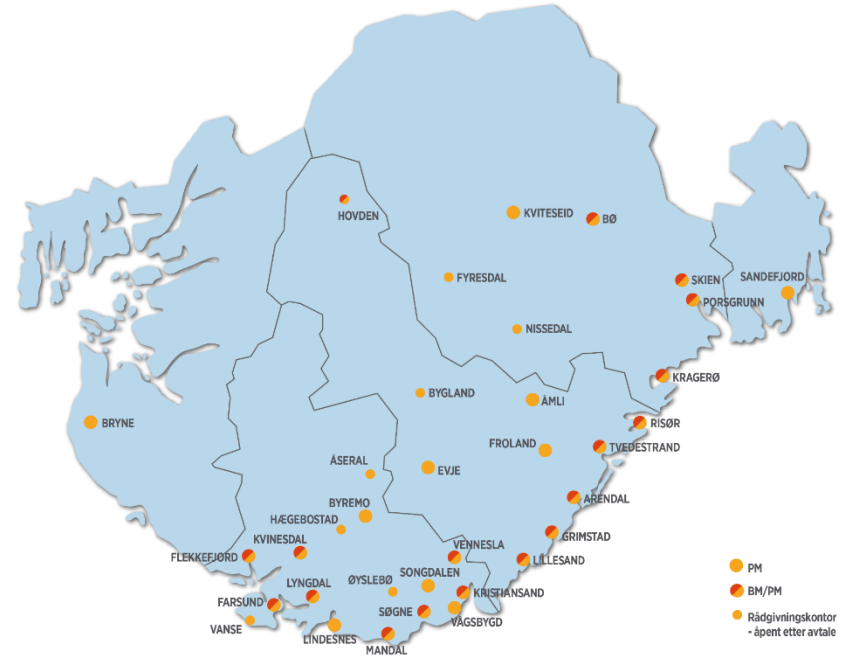 HOVDEN
KVITESEID
BØ
FYRESDAL
SKIEN
SANDEFJORD
PORSGRUNN
NISSEDAL
KRAGERØ
BYGLAND
ÅMLI
BRYNE
RISØR
FROLAND
TVEDESTRAND
ÅSERAL
EVJE
ARENDAL
BYREMO
HÆGEBOSTAD
GRIMSTAD
KVINESDAL
VENNESLA
FLEKKEFJORD
LILLESAND
LYNGDAL
ØYSLEBØ
SONGDALEN
KRISTIANSAND
FARSUND
SØGNE
VÅGSBYGD
VANSE
LINDESNES
MANDAL
PM
BM/PM
Rådgivningskontor
- åpent etter avtale